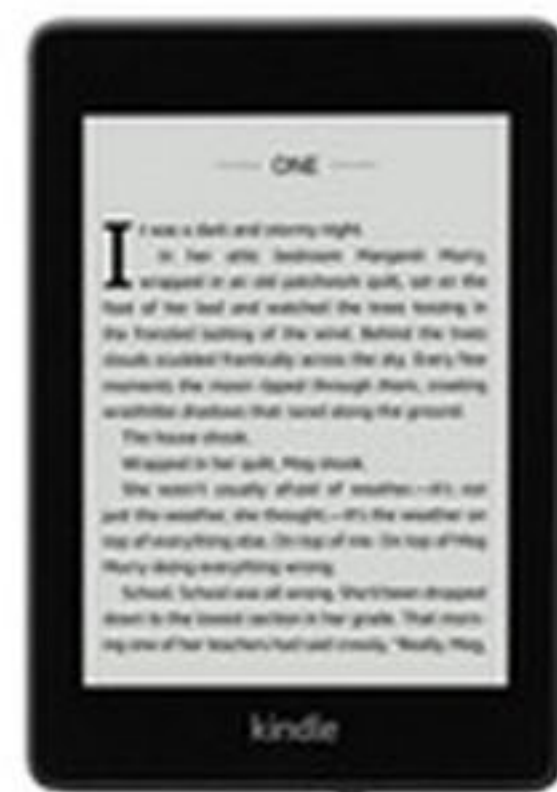 ONE
It was a dark and stormy night.
In her attic bedroom Margaret Murry,
wrapped in an old patchwork quilt, sat on the
foot of her bed and watched the trees tossing in
the frenzied lashing of the wind. Behind the trees
clouds scudded frantically across the sky. Every few
moments the moon ripped through them, creating
wraithlike shadows that raced along the ground.
The house shook.
Wrapped in her quilt, Meg shook.
She wasn't usually afraid of weather.—It's not
just the weather, she thought.—It's the weather on
top of everything else. On top of me. On top of Meg
Murry doing everything wrong.
School. School was all wrong. She'd been dropped
down to the lowest section in her grade. That morn-
ing one of her teachers had said crossly, "Really, Meg,
kindle